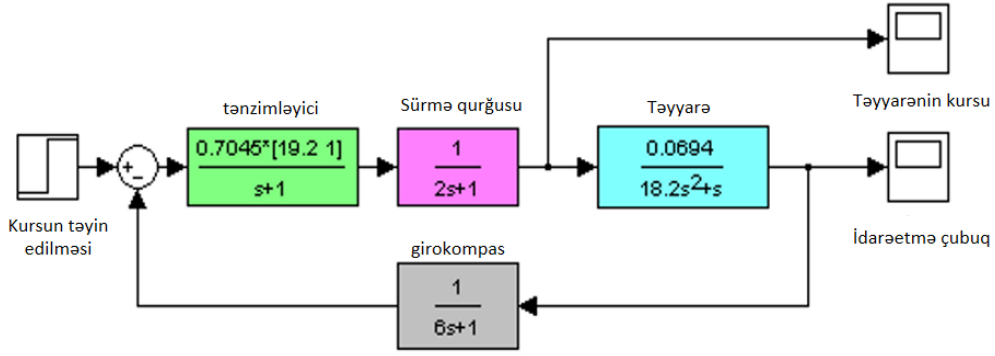 Təyyarənin kursu
tənzimləyici
Sürmə qurğusu
Təyyarə
0.7045*[19.2 1]
s+1
1
2s+1
0.0694
18.2s²+s
+
−
Kursun təyin
edilməsi
İdarəetmə çubuq
girokompas
1
6s+1